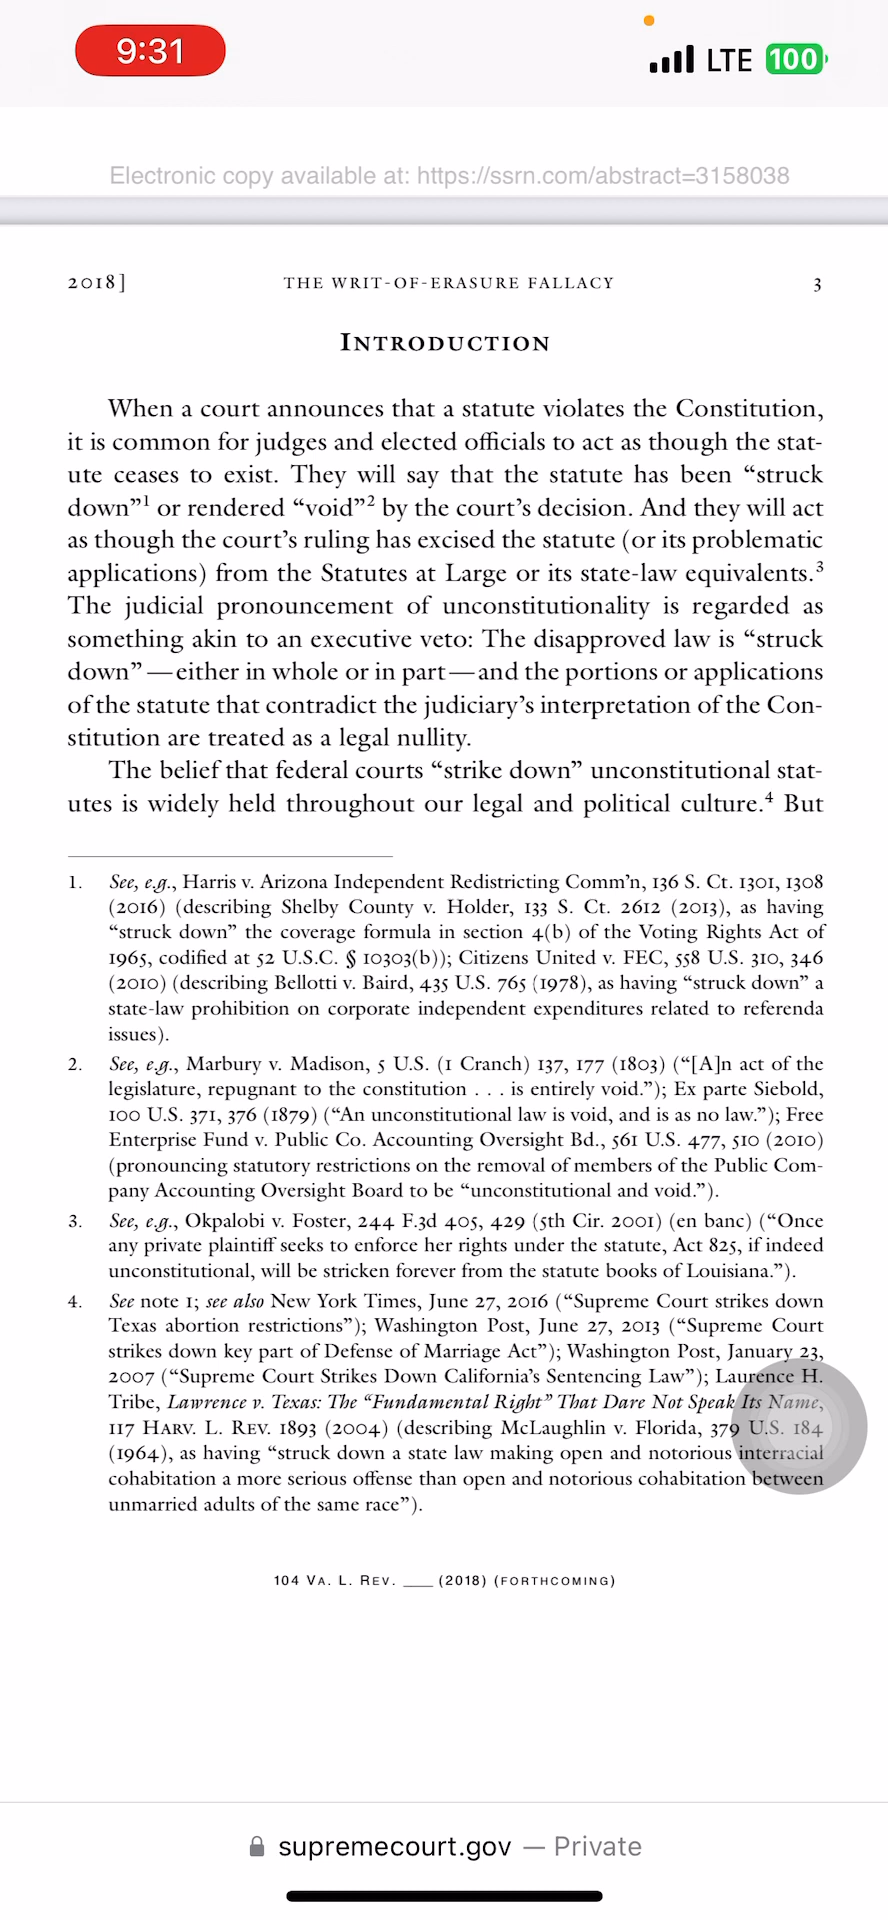 9:31
LTE 100
Electronic copy available at: https://ssrn.com/abstract=3158038
2018] THE WRIT-OF-ERASURE FALLACY 3
INTRODUCTION
When a court announces that a statute violates the Constitution,
it is common for judges and elected officials to act as though the stat-
ute ceases to exist. They will say that the statute has been “struck
down”1 or rendered “void”2 by the court’s decision. And they will act
as though the court’s ruling has excised the statute (or its problematic
applications) from the Statutes at Large or its state-law equivalents.3
The judicial pronouncement of unconstitutionality is regarded as
something akin to an executive veto: The disapproved law is “struck
down” — either in whole or in part — and the portions or applications
of the statute that contradict the judiciary’s interpretation of the Con-
stitution are treated as a legal nullity.
The belief that federal courts “strike down” unconstitutional stat-
utes is widely held throughout our legal and political culture.4 But
1. See, e.g., Harris v. Arizona Independent Redistricting Comm’n, 136 S. Ct. 1301, 1308
(2016) (describing Shelby County v. Holder, 133 S. Ct. 2612 (2013), as having
“struck down” the coverage formula in section 4(b) of the Voting Rights Act of
1965, codified at 52 U.S.C. § 10303(b)); Citizens United v. FEC, 558 U.S. 310, 346
(2010) (describing Bellotti v. Baird, 435 U.S. 765 (1978), as having “struck down” a
state-law prohibition on corporate independent expenditures related to referenda
issues).
2. See, e.g., Marbury v. Madison, 5 U.S. (1 Cranch) 137, 177 (1803) (“[A]n act of the
legislature, repugnant to the constitution . . . is entirely void.”); Ex parte Siebold,
100 U.S. 371, 376 (1879) (“An unconstitutional law is void, and is as no law.”); Free
Enterprise Fund v. Public Co. Accounting Oversight Bd., 561 U.S. 477, 510 (2010)
(pronouncing statutory restrictions on the removal of members of the Public Com-
pany Accounting Oversight Board to be “unconstitutional and void.”).
3. See, e.g., Okpalobi v. Foster, 244 F.3d 405, 429 (5th Cir. 2001) (en banc) (“Once
any private plaintiff seeks to enforce her rights under the statute, Act 825, if indeed
unconstitutional, will be stricken forever from the statute books of Louisiana.”).
4. See note 1; see also New York Times, June 27, 2016 (“Supreme Court strikes down
Texas abortion restrictions”); Washington Post, June 27, 2013 (“Supreme Court
strikes down key part of Defense of Marriage Act”); Washington Post, January 23,
2007 (“Supreme Court Strikes Down California’s Sentencing Law”); Laurence H.
Tribe, Lawrence v. Texas: The “Fundamental Right” That Dare Not Speak Its Name,
117 HARV. L. REV. 1893 (2004) (describing McLaughlin v. Florida, 379 U.S. 184
(1964), as having “struck down a state law making open and notorious interracial
cohabitation a more serious offense than open and notorious cohabitation between
unmarried adults of the same race”).
104 VA. L. REV. ___ (2018) (FORTHCOMING)
supremecourt.gov — Private